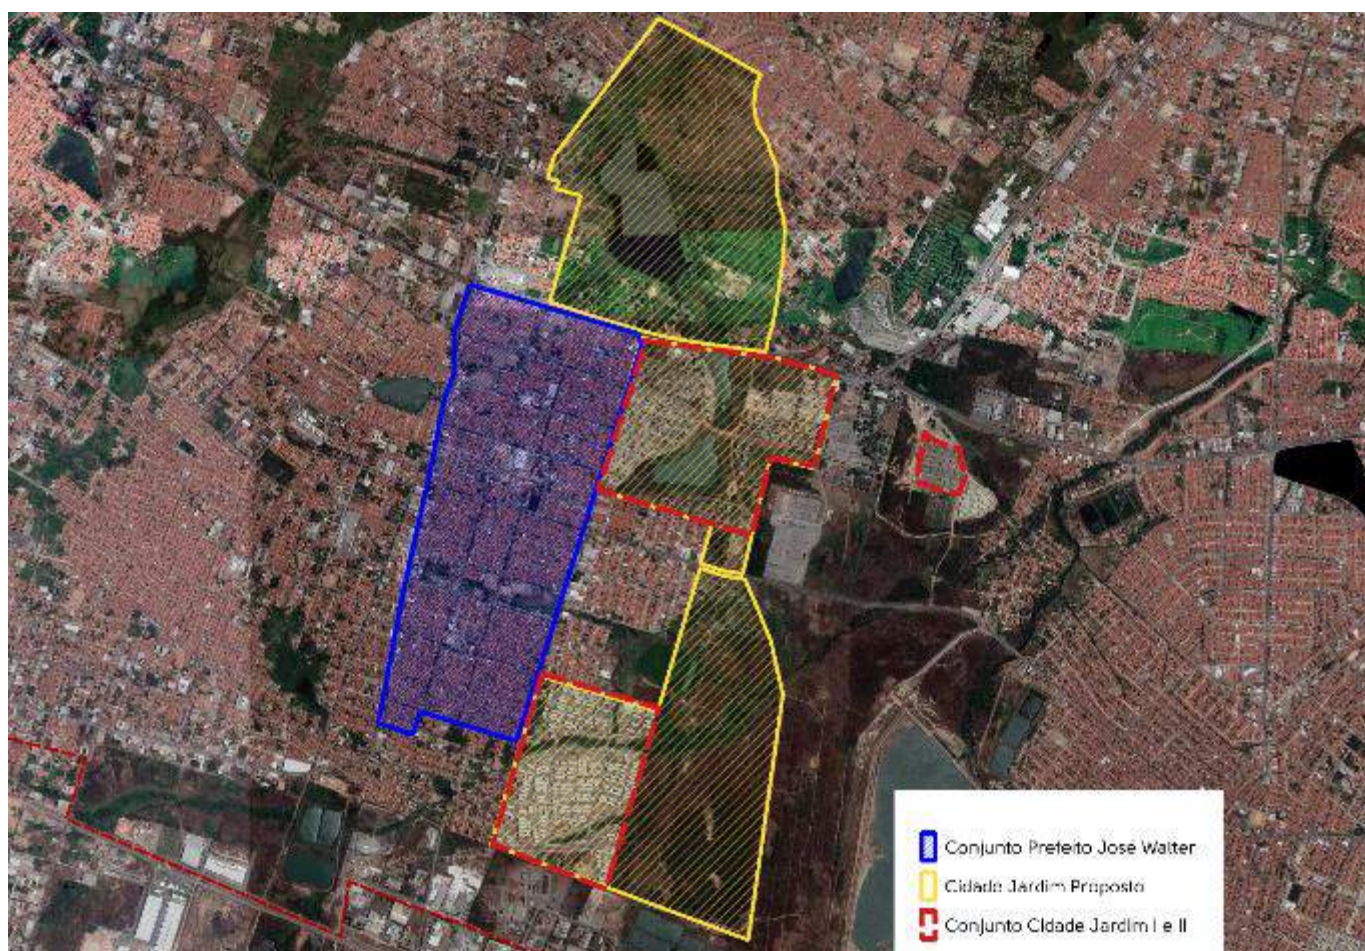 Conjunto Prefeito José Walter
Cidade Jardim Proposto
Conjunto Cidade Jardim I e II